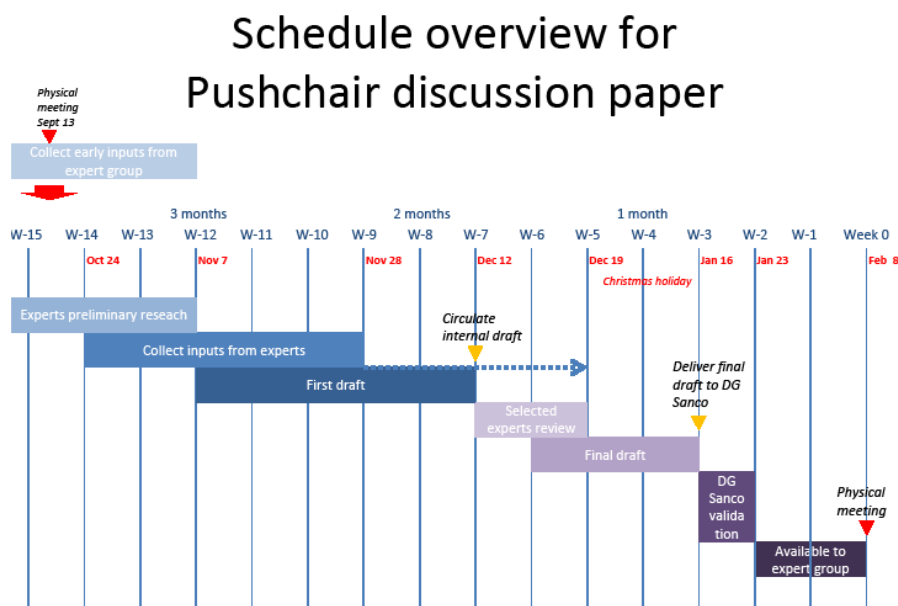 Schedule overview for
Pushchair discussion paper
Physical
meeting
Sept 13
Collect early inputs from
expert group
3 months 2 months 1 month
W-15 W-14 W-13 W-12 W-11 W-10 W-9 W-8 W-7 W-6 W-5 W-4 W-3 W-2 W-1 Week 0
Oct 24 Nov 7 Nov 28 Dec 12 Dec 19 Jan 16 Jan 23 Feb 8
Christmas holiday
Experts preliminary reseach
Circulate
internal draft
Collect inputs from experts
Deliver final
draft to DG
Sanco
First draft
Selected
experts review
Final draft
DG
Sanco
valida
tion
Physical
meeting
Available to
expert group